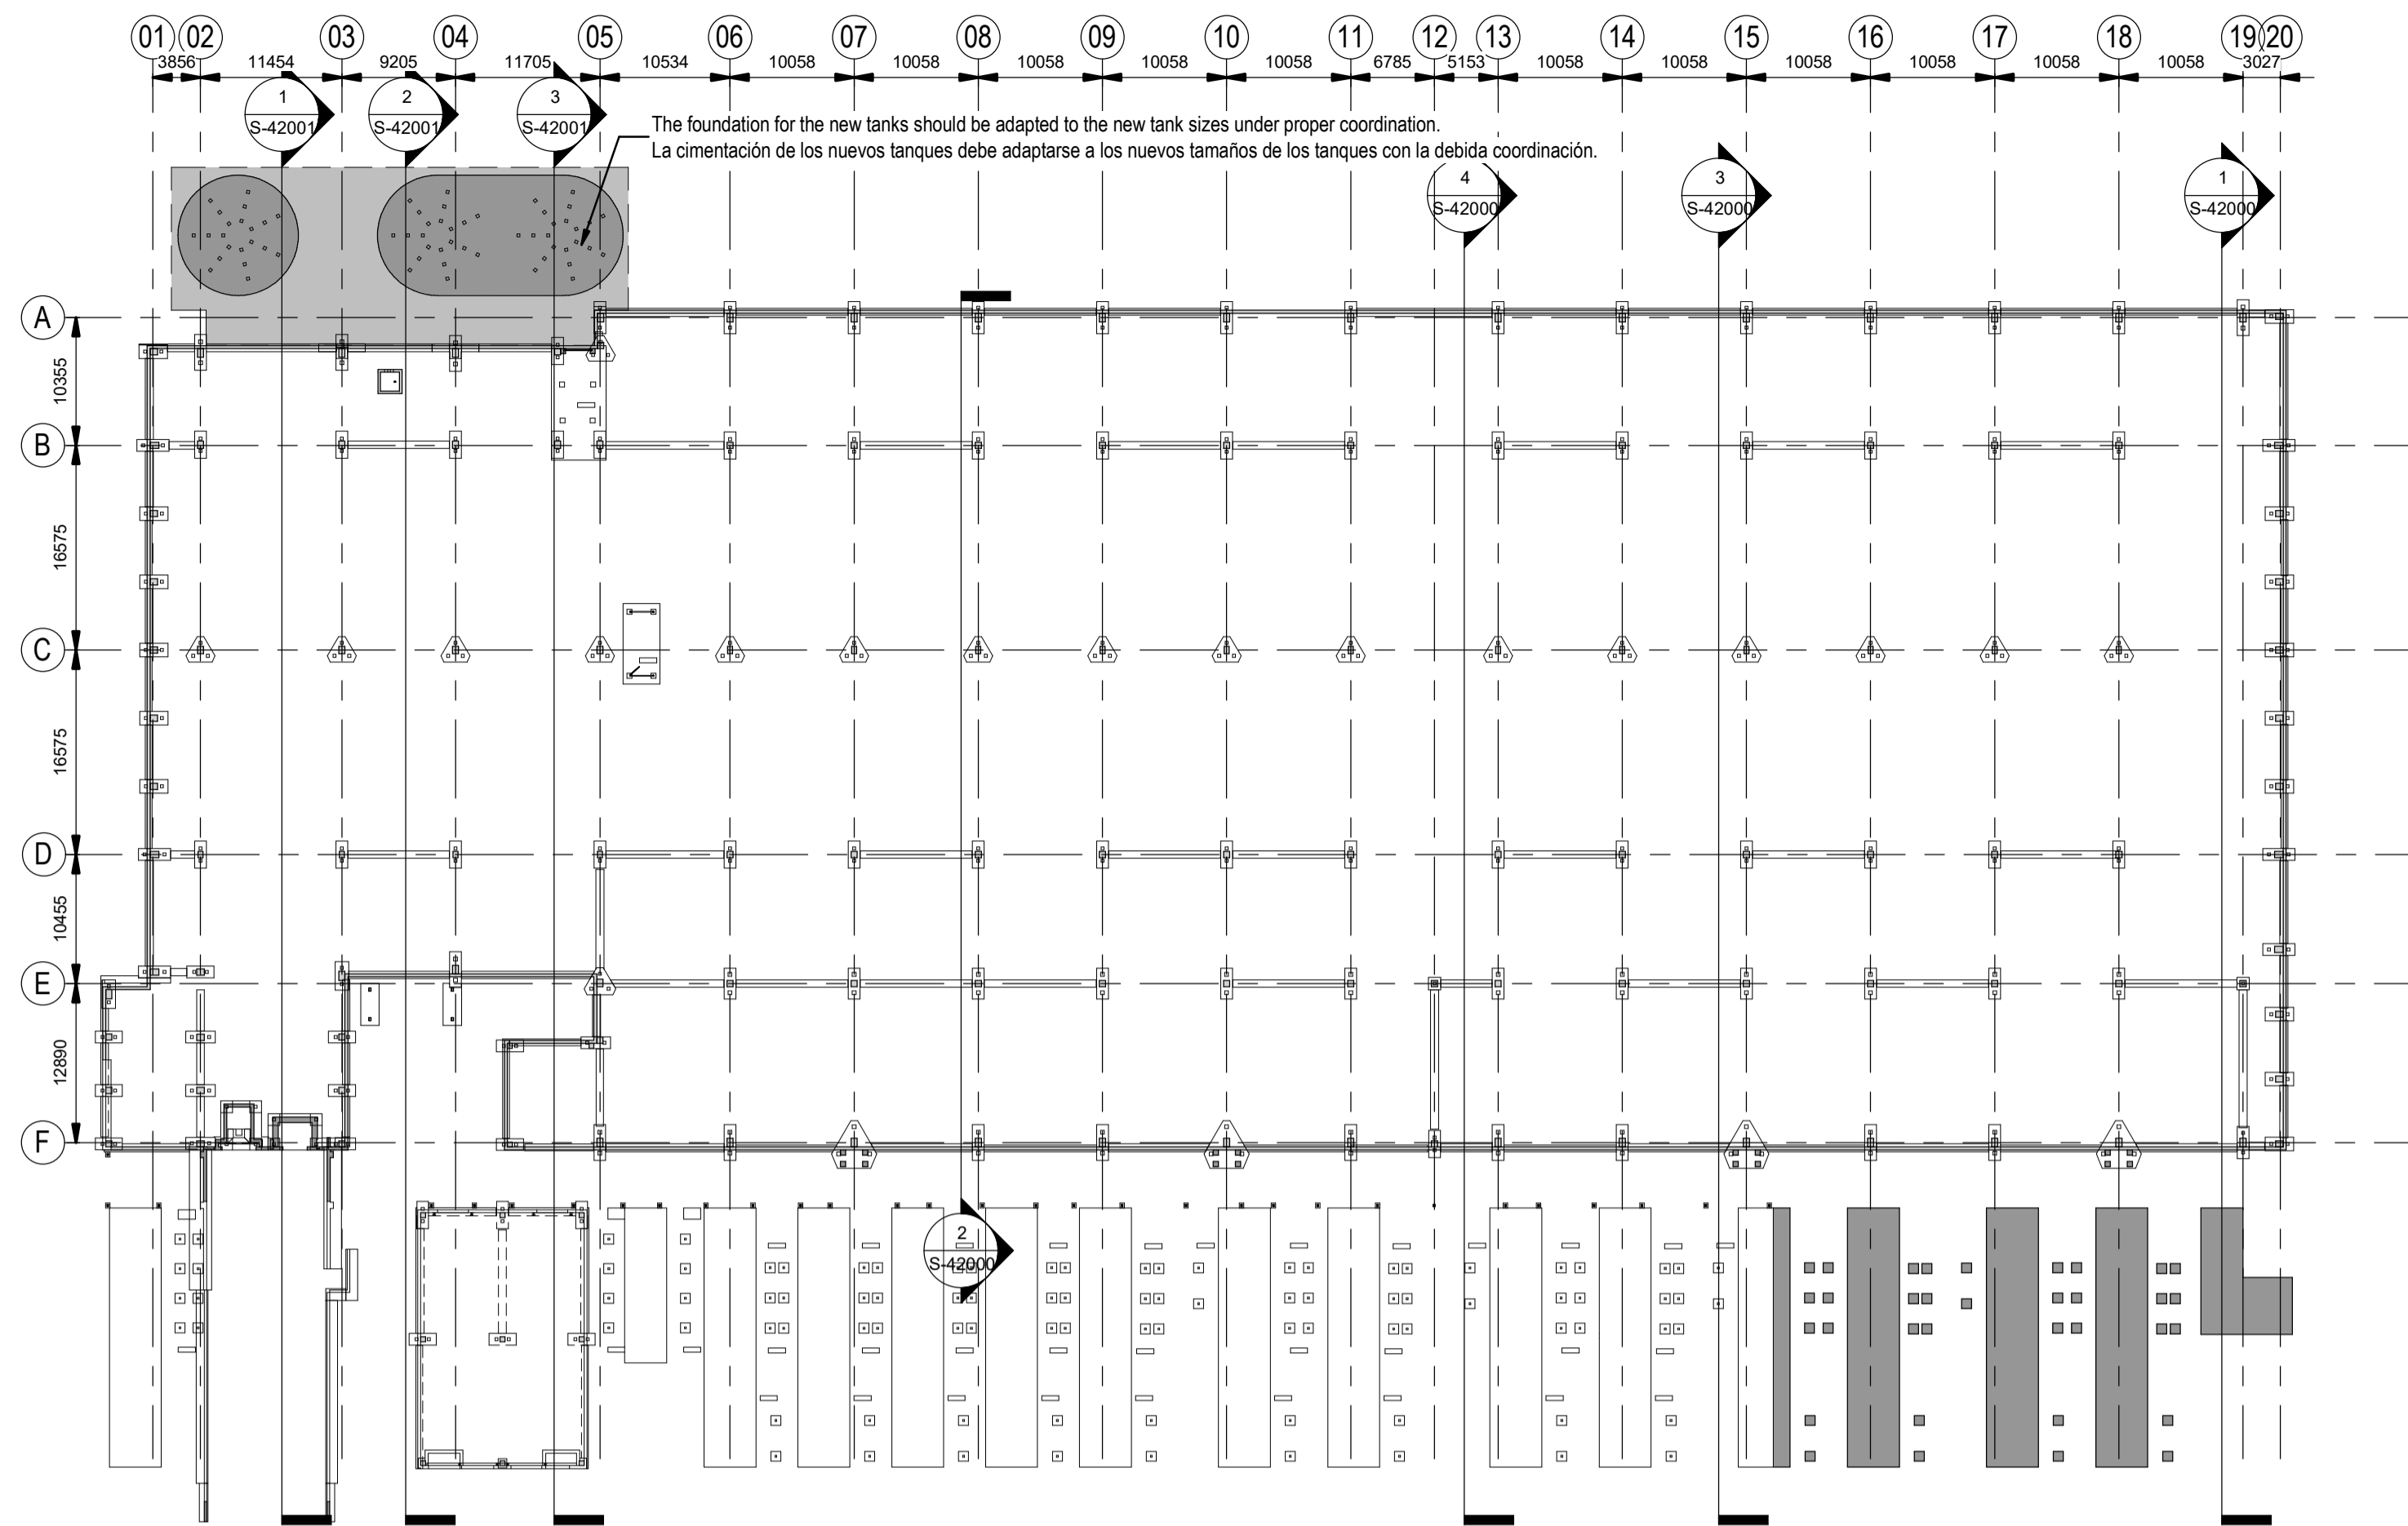 01 02 03 04 05 06 07 08 09 10 11 12 13 14 15 16 17 18 19 20
3856 11454 9205 11705 10534 10058 10058 10058 10058 10058 6785 5153 10058 10058 10058 10058 10058 10058 3027
1
S-42001
2
S-42001
3
S-42001
The foundation for the new tanks should be adapted to the new tank sizes under proper coordination.
La cimentación de los nuevos tanques debe adaptarse a los nuevos tamaños de los tanques con la debida coordinación.
4
S-42000
3
S-42000
1
S-42000
A
10355
B
16575
C
16575
D
10455
E
12890
F
2
S-42000